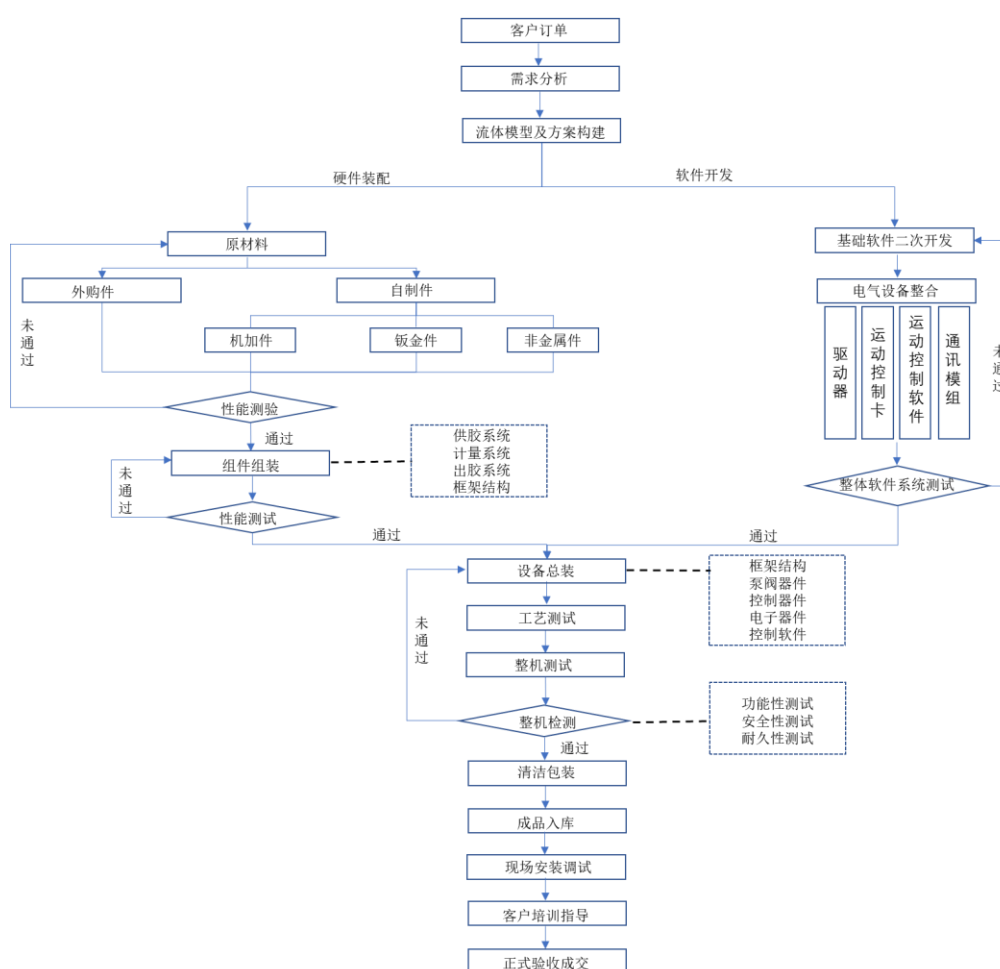 客户订单
需求分析
流体模型及方案构建
硬件装配
软件开发
原材料
外购件
自制件
机加件
钣金件
非金属件
未通过
性能测验
通过
组件组装
供胶系统
计量系统
出胶系统
框架结构
未通过
性能测试
通过
基础软件二次开发
电气设备整合
驱动器
运动控制卡
运动控制软件
通讯模组
未通过
整体软件系统测试
通过
设备总装
框架结构
泵阀器件
控制器件
电子器件
控制软件
工艺测试
未通过
整机测试
整机检测
功能性测试
安全性测试
耐久性测试
通过
清洁包装
成品入库
现场安装调试
客户培训指导
正式验收成交